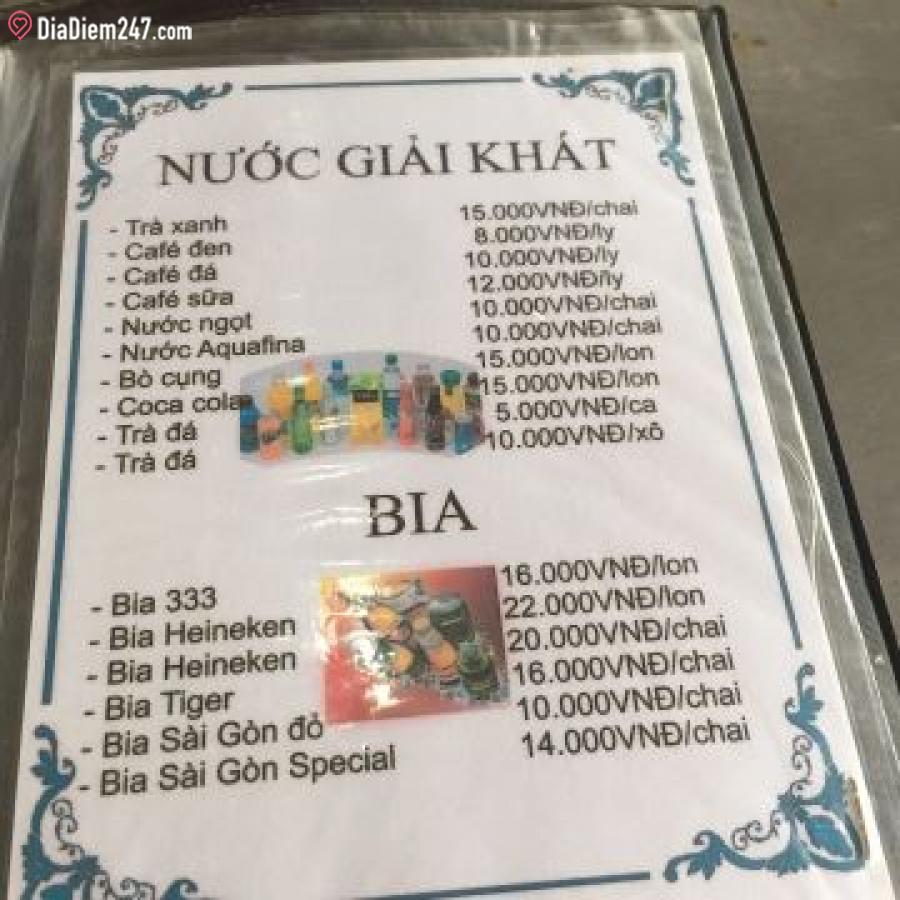 DiaDiem247.com
NƯỚC GIẢI KHÁT
- Trà xanh 15.000VNĐ/chai
- Café đen 8.000VNĐ/ly
- Café đá 10.000VNĐ/ly
- Café sữa 12.000VNĐ/ly
- Nước ngọt 10.000VNĐ/chai
- Nước Aquafina 10.000VNĐ/chai
- Bò cụng 15.000VNĐ/lon
- Coca cola 15.000VNĐ/lon
- Trà đá 5.000VNĐ/ca
- Trà đá 10.000VNĐ/xô
BIA
- Bia 333 16.000VNĐ/lon
- Bia Heineken 22.000VNĐ/lon
- Bia Heineken 20.000VNĐ/chai
- Bia Tiger 16.000VNĐ/chai
- Bia Sài Gòn đỏ 10.000VNĐ/chai
- Bia Sài Gòn Special 14.000VNĐ/chai